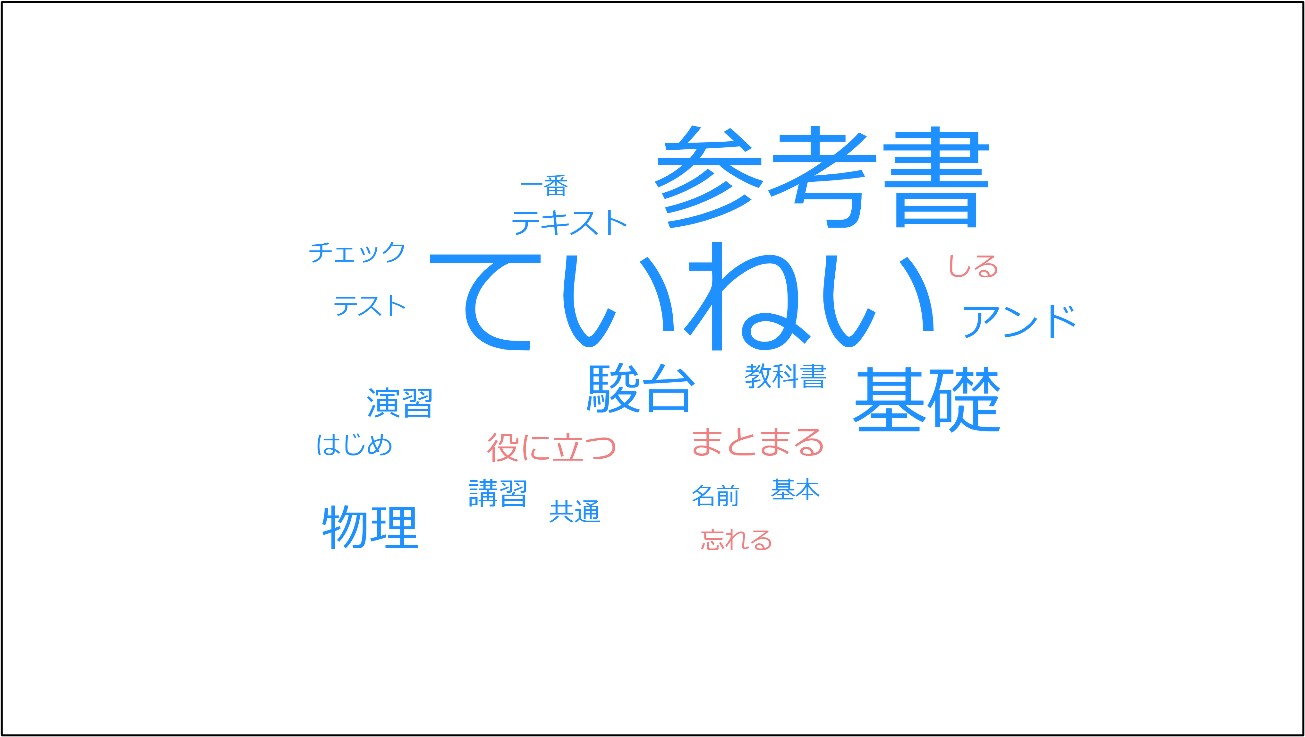 参考書
一番
テキスト
チェック
ていねい
しる
テスト
アンド
駿台
教科書
基礎
演習
はじめ
役に立つ
まとまる
講習
共通
名前
基本
物理
忘れる